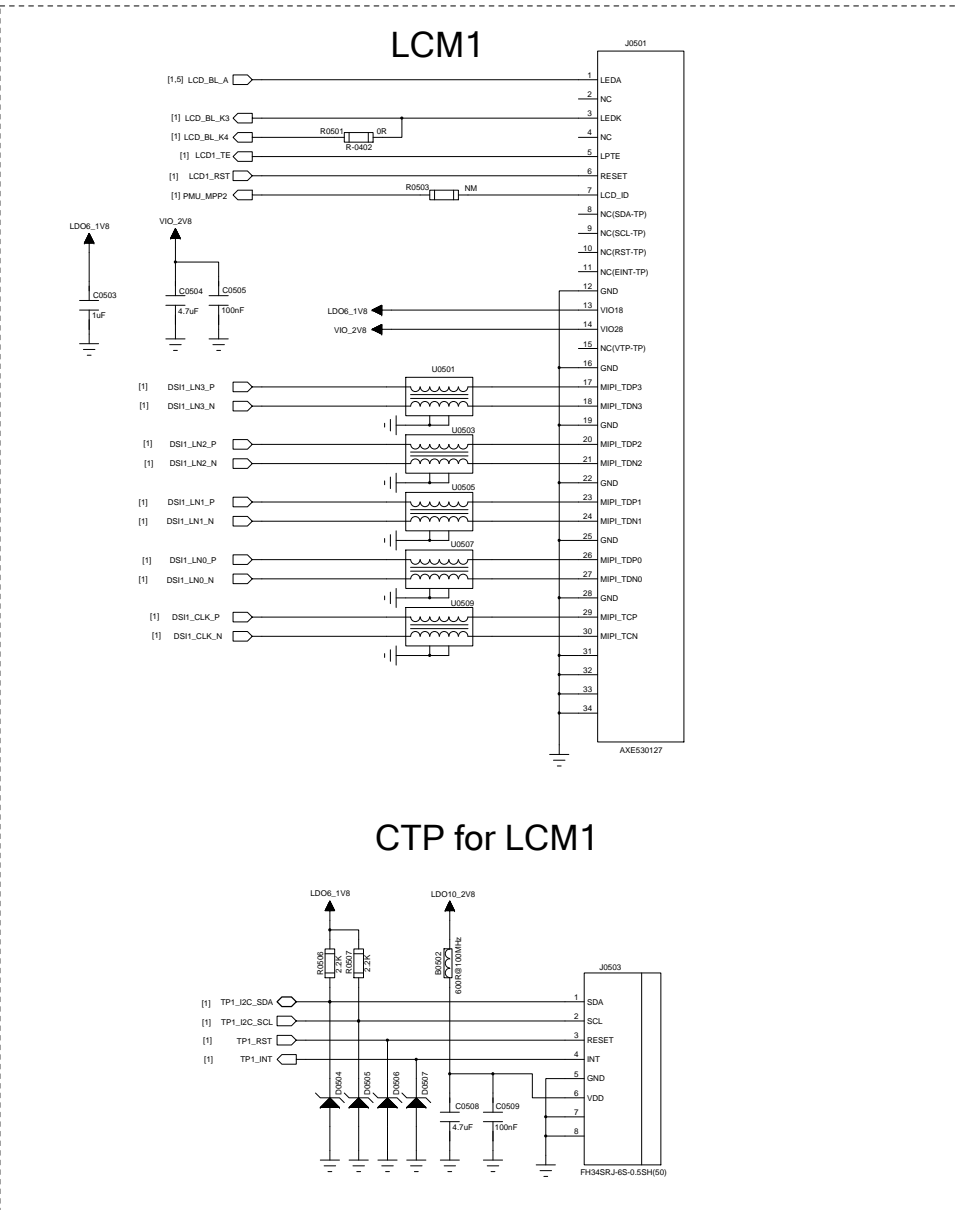 LCM1
J0501
[1,5] LCD_BL_A 1 LEDA
2 NC
[1] LCD_BL_K3 3 LEDK
[1] LCD_BL_K4 R0501 0R 4 NC
R-0402
[1] LCD1_TE 5 LPTE
[1] LCD1_RST 6 RESET
[1] PMU_MPP2 R0503 NM 7 LCD_ID
8 NC(SDA-TP)
9 NC(SCL-TP)
10 NC(RST-TP)
11 NC(EINT-TP)
12 GND
LDO6_1V8 13 VIO18
VIO_2V8 14 VIO28
15 NC(VTP-TP)
16 GND
LDO6_1V8
C0503
1uF
VIO_2V8
C0504
4.7uF
C0505
100nF
U0501
[1] DSI1_LN3_P 17 MIPI_TDP3
[1] DSI1_LN3_N 18 MIPI_TDN3
19 GND
U0503
[1] DSI1_LN2_P 20 MIPI_TDP2
[1] DSI1_LN2_N 21 MIPI_TDN2
22 GND
U0505
[1] DSI1_LN1_P 23 MIPI_TDP1
[1] DSI1_LN1_N 24 MIPI_TDN1
25 GND
U0507
[1] DSI1_LN0_P 26 MIPI_TDP0
[1] DSI1_LN0_N 27 MIPI_TDN0
28 GND
U0509
[1] DSI1_CLK_P 29 MIPI_TCP
[1] DSI1_CLK_N 30 MIPI_TCN
31
32
33
34
AXE530127
CTP for LCM1
LDO6_1V8
LDO10_2V8
R0506
2.2K
R0507
2.2K
B0502
600R@100MHz
J0503
[1] TP1_I2C_SDA 1 SDA
[1] TP1_I2C_SCL 2 SCL
[1] TP1_RST 3 RESET
[1] TP1_INT 4 INT
5 GND
6 VDD
7
8
D0504
D0505
D0506
D0507
C0508
4.7uF
C0509
100nF
FH34SRJ-6S-0.5SH(50)